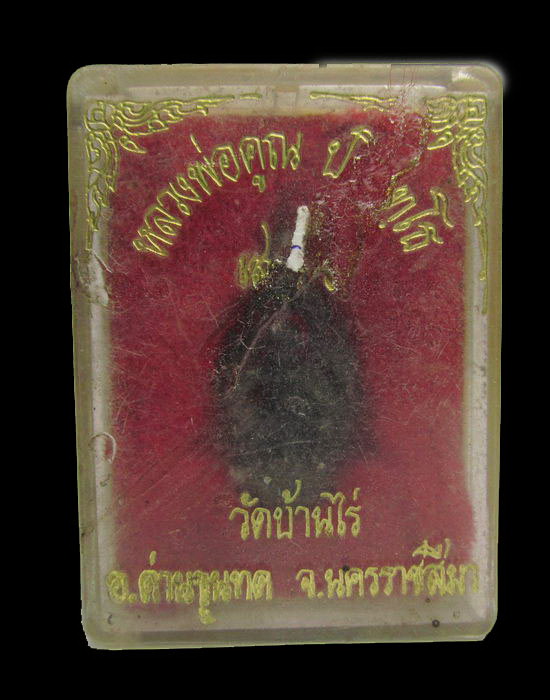 หลวงพ่อคูณ
วัดบ้านไร่
อ.ด่านขุนทด จ.นครราชสีมา